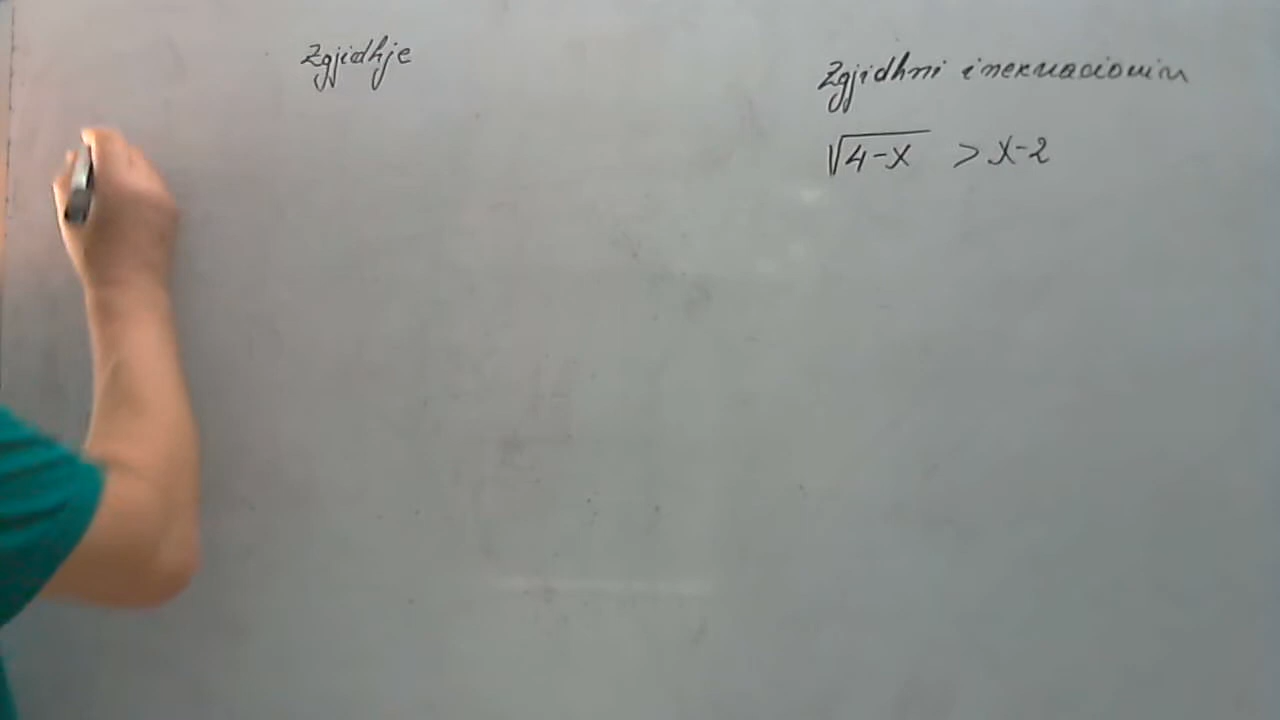 Zgjidhje
Zgjidhni inekuacionin
√4-x > x-2